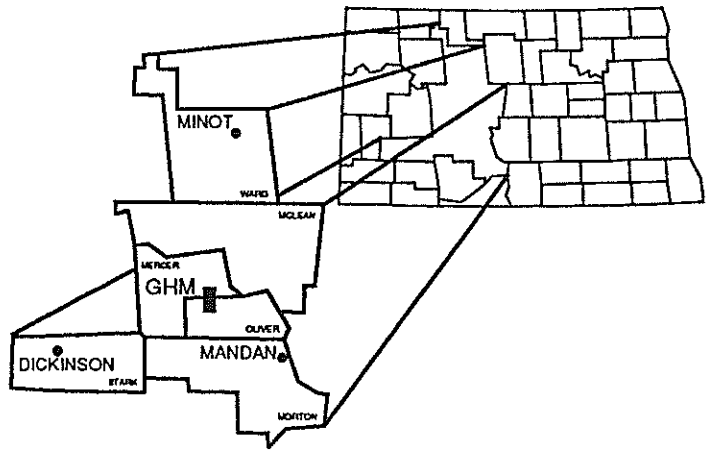 MINOT
WARD
MCLEAN
MERCER
GHM
OLIVER
DICKINSON
STARK
MANDAN
MORTON